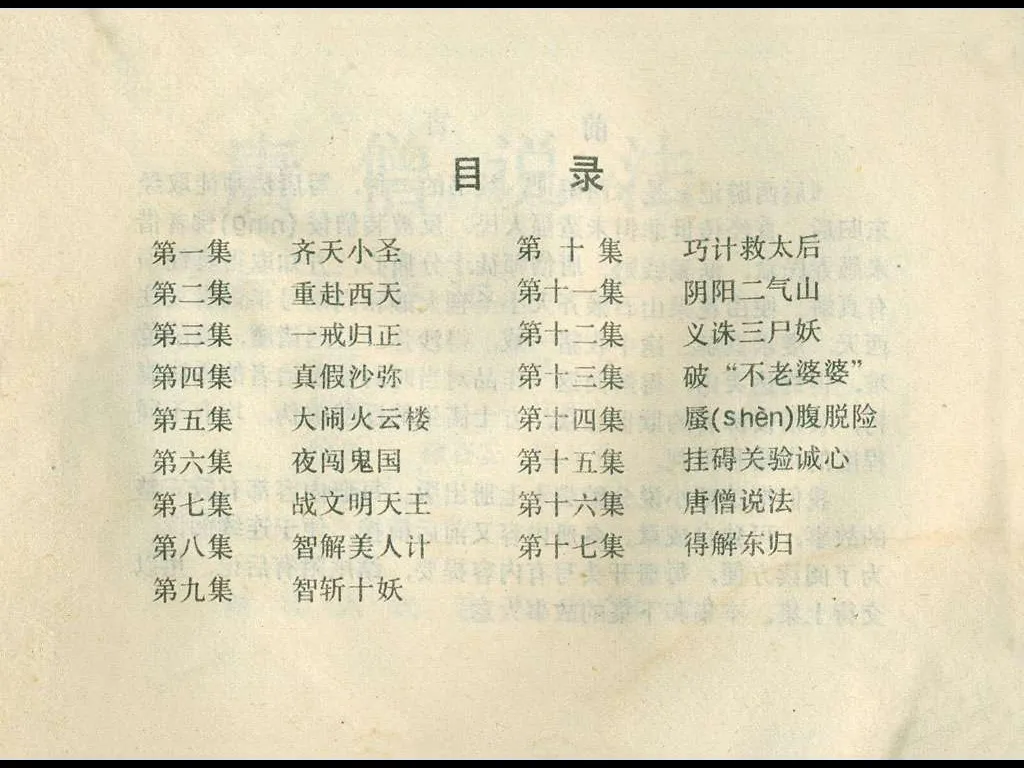 目 录
第一集 齐天小圣
第二集 重赴西天
第三集 一戒归正
第四集 真假沙弥
第五集 大闹火云楼
第六集 夜闯鬼国
第七集 战文明天王
第八集 智解美人计
第九集 智斩十妖
第 十 集 巧计救太后
第十一集 阴阳二气山
第十二集 义诛三尸妖
第十三集 破“不老婆婆”
第十四集 蜃(shèn)腹脱险
第十五集 挂碍关验诚心
第十六集 唐僧说法
第十七集 得解东归